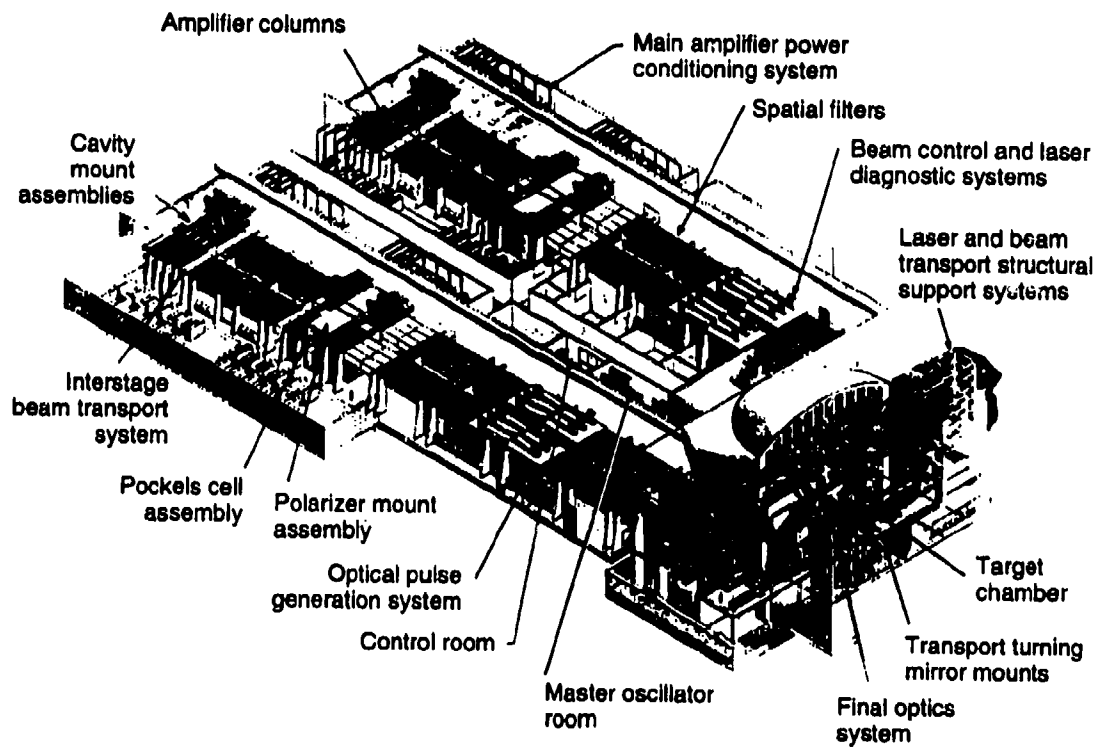 Amplifier columns
Main amplifier power
conditioning system
Spatial filters
Cavity
mount
assemblies
Beam control and laser
diagnostic systems
Laser and beam
transport structural
support systems
Interstage
beam transport
system
Pockels cell
assembly
Polarizer mount
assembly
Optical pulse
generation system
Control room
Master oscillator
room
Target
chamber
Transport turning
mirror mounts
Final optics
system